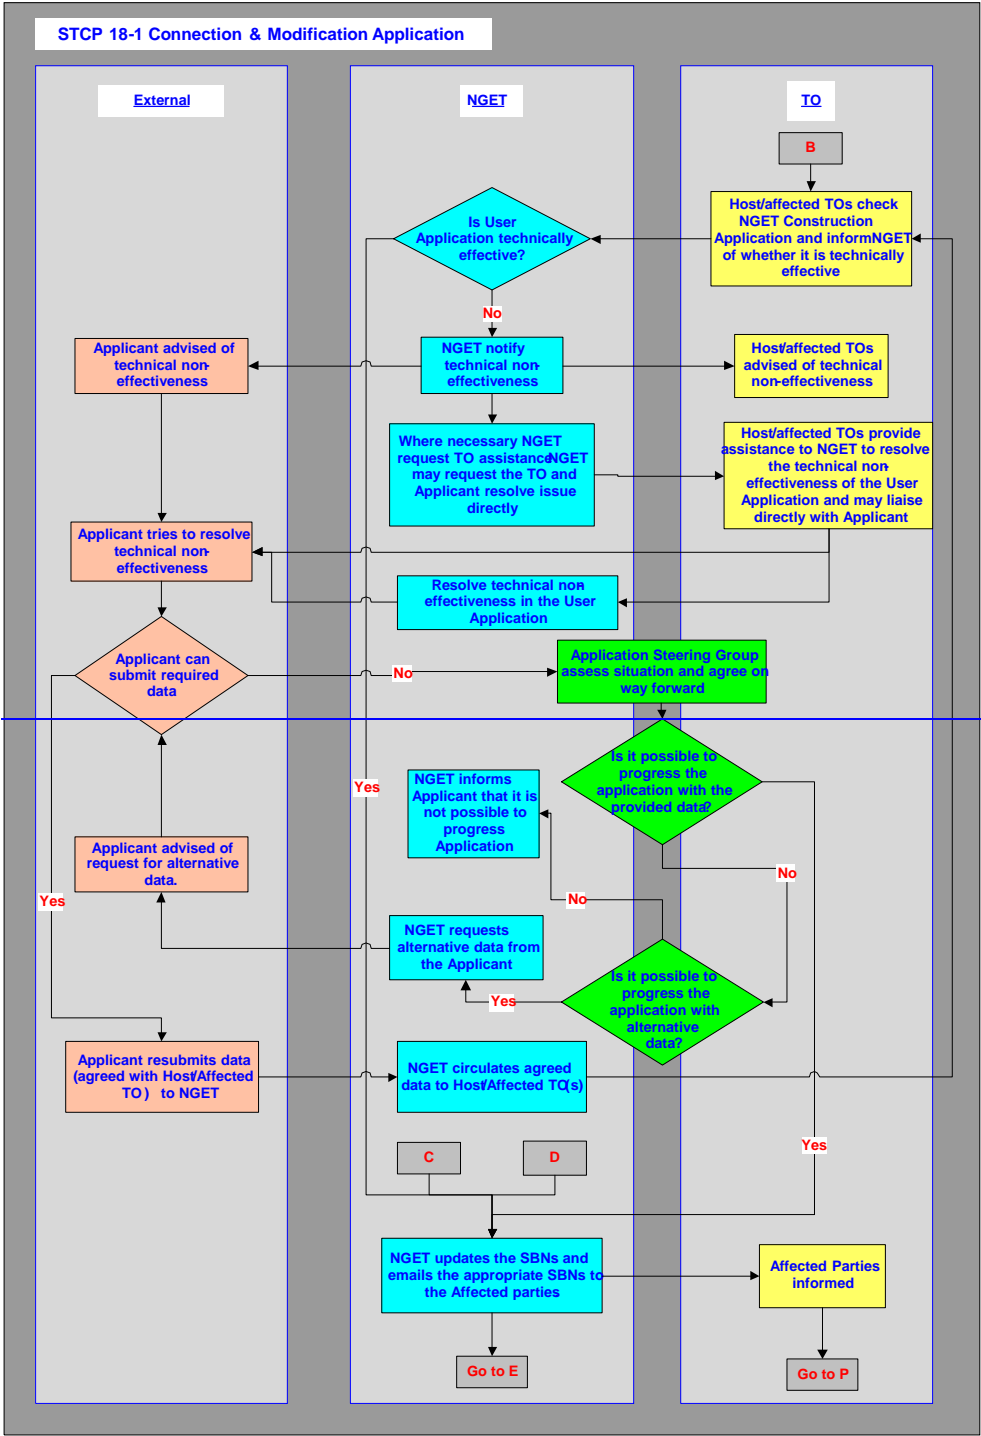 STCP 18-1 Connection & Modification Application
External
NGET
TO
B
Host/affected TOs check
NGET Construction
Application and informNGET
of whether it is technically
effective
Is User
Application technically
effective?
No
Applicant advised of
technical non-
effectiveness
NGET notify
technical non-
effectiveness
Host/affected TOs
advised of technical
non-effectiveness
Where necessary NGET
request TO assistance NGET
may request the TO and
Applicant resolve issue
directly
Host/affected TOs provide
assistance to NGET to resolve
the technical non-
effectiveness of the User
Application and may liaise
directly with Applicant
Applicant tries to resolve
technical non-
effectiveness
Resolve technical non-
effectiveness in the User
Application
Applicant can
submit required
data
No
Application Steering Group
assess situation and agree on
way forward
Is it possible to
progress the
application with the
provided data?
Yes
NGET informs
Applicant that it is
not possible to
progress
Application
Applicant advised of
request for alternative
data.
No
Yes
No
NGET requests
alternative data from
the Applicant
Is it possible to
progress the
application with
alternative
data?
Yes
Applicant resubmits data
(agreed with Host/Affected
TO) to NGET
NGET circulates agreed
data to Host/Affected TO(s)
Yes
C
D
NGET updates the SBNs and
emails the appropriate SBNs to
the Affected parties
Affected Parties
informed
Go to E
Go to P